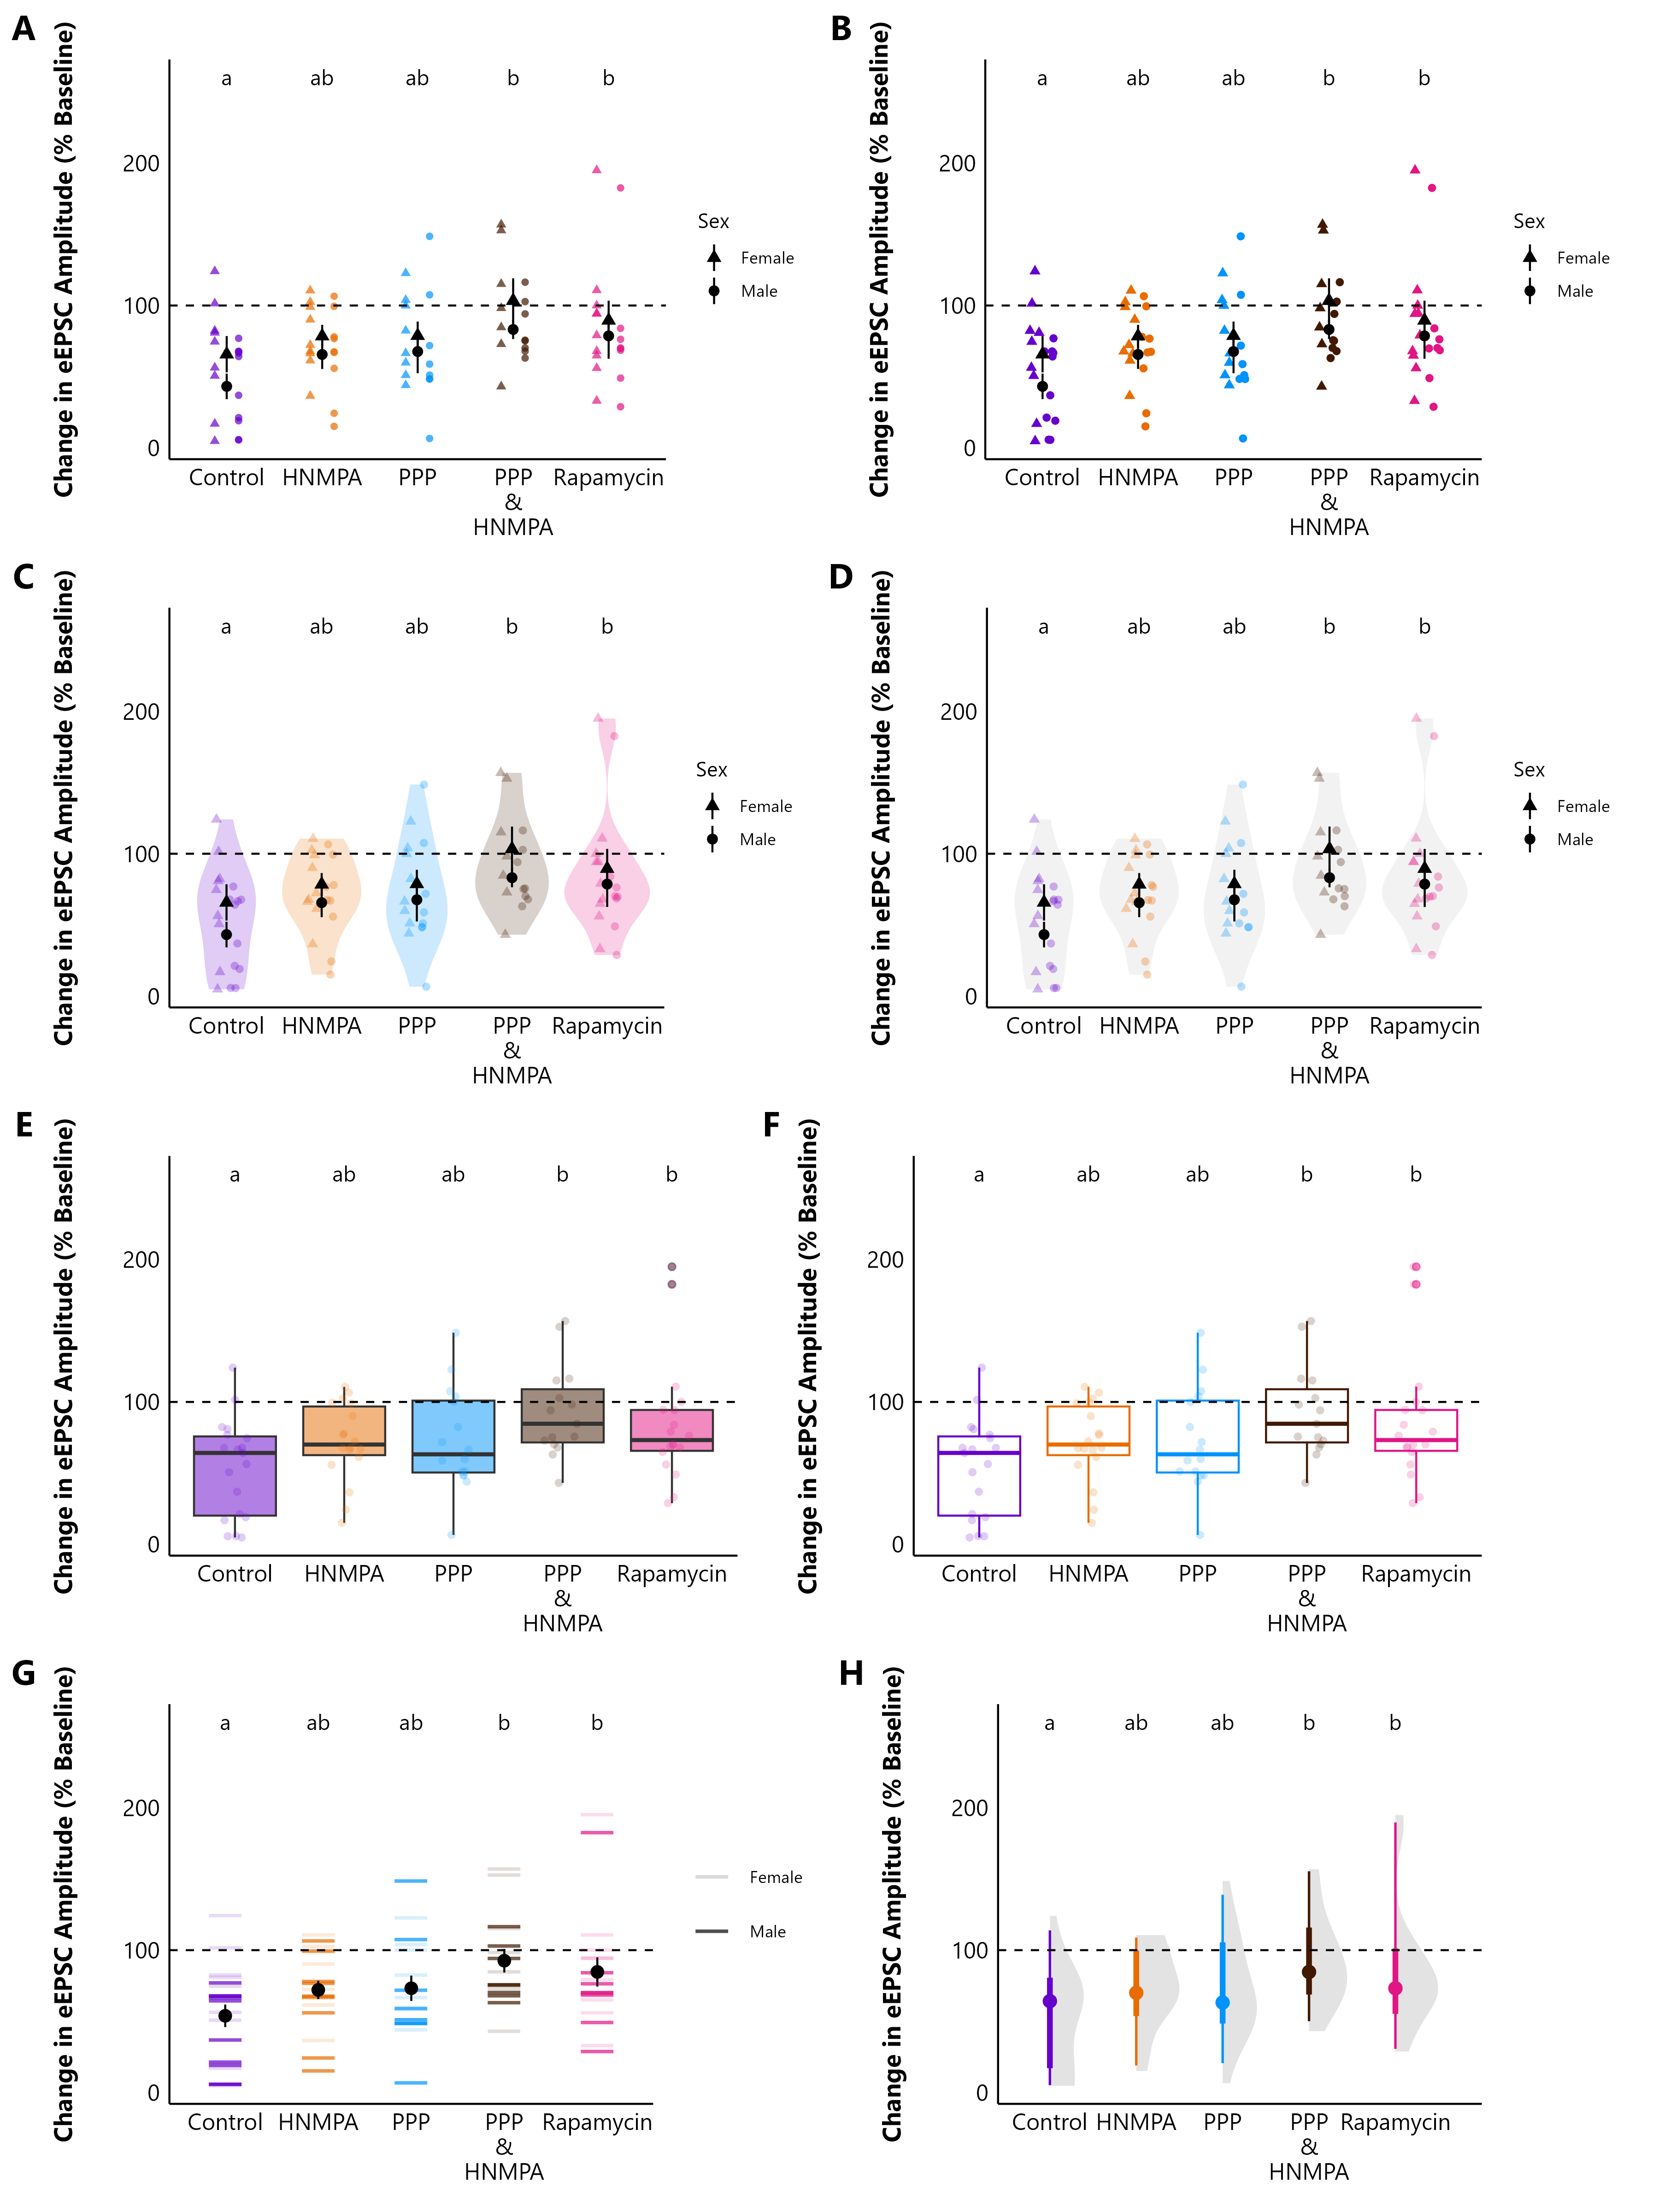 A
B
Change in eEPSC Amplitude (% Baseline)
a ab ab b b
200
100
0
Control HNMPA PPP PPP Rapamycin
&
HNMPA
Sex
Female
Male
Change in eEPSC Amplitude (% Baseline)
a ab ab b b
200
100
0
Control HNMPA PPP PPP Rapamycin
&
HNMPA
Sex
Female
Male
C
D
Change in eEPSC Amplitude (% Baseline)
a ab ab b b
200
100
0
Control HNMPA PPP PPP Rapamycin
&
HNMPA
Sex
Female
Male
Change in eEPSC Amplitude (% Baseline)
a ab ab b b
200
100
0
Control HNMPA PPP PPP Rapamycin
&
HNMPA
Sex
Female
Male
E
F
Change in eEPSC Amplitude (% Baseline)
a ab ab b b
200
100
0
Control HNMPA PPP PPP Rapamycin
&
HNMPA
Change in eEPSC Amplitude (% Baseline)
a ab ab b b
200
100
0
Control HNMPA PPP PPP Rapamycin
&
HNMPA
G
H
Change in eEPSC Amplitude (% Baseline)
a ab ab b b
200
100
0
Control HNMPA PPP PPP Rapamycin
&
HNMPA
Female
Male
Change in eEPSC Amplitude (% Baseline)
a ab ab b b
200
100
0
Control HNMPA PPP PPP Rapamycin
&
HNMPA